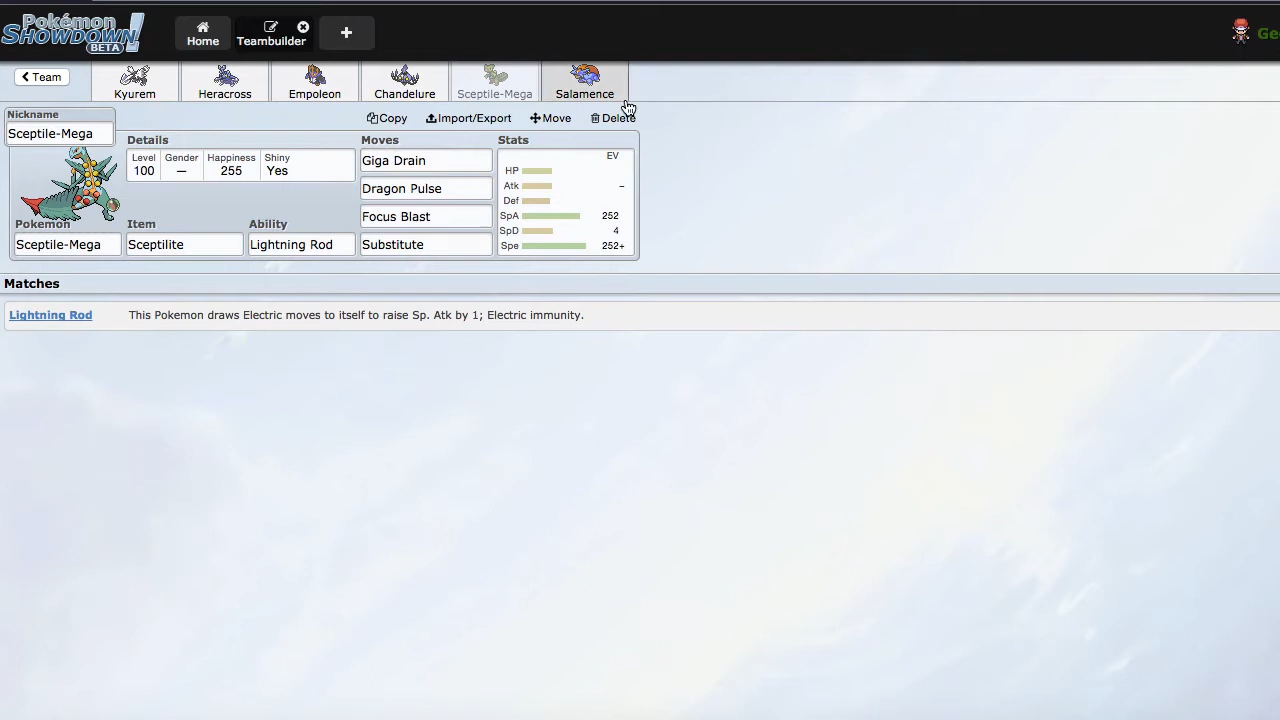 Pokémon
SHOWDOWN!
BETA
Home
Teambuilder
+
Team
Kyurem
Heracross
Empoleon
Chandelure
Sceptile-Mega
Salamence
Copy
Import/Export
Move
Delete
Nickname
Sceptile-Mega
Details
Level
Gender
Happiness
Shiny
100
—
255
Yes
Pokemon
Sceptile-Mega
Item
Sceptilite
Ability
Lightning Rod
Moves
Giga Drain
Dragon Pulse
Focus Blast
Substitute
Stats
EV
HP
Atk –
Def
SpA 252
SpD 4
Spe 252+
Matches
Lightning Rod This Pokemon draws Electric moves to itself to raise Sp. Atk by 1; Electric immunity.